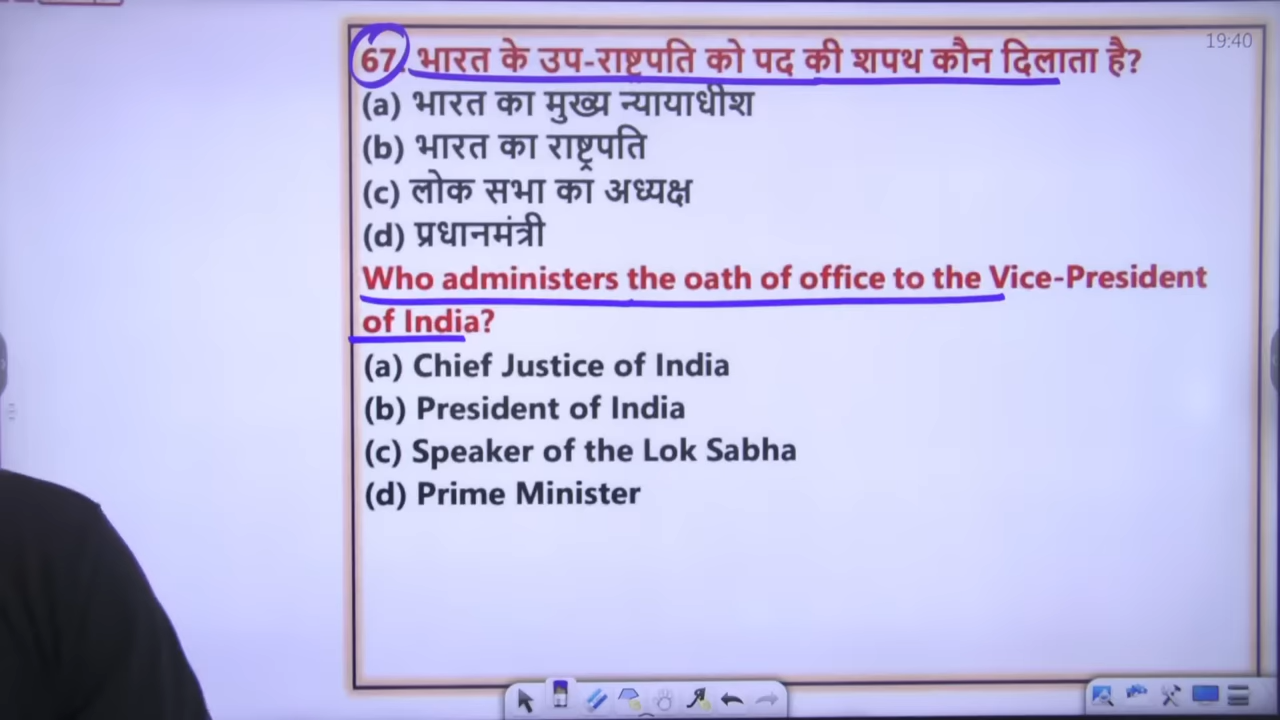 19:40
67. भारत के उप-राष्ट्रपति को पद की शपथ कौन दिलाता है?
(a) भारत का मुख्य न्यायाधीश
(b) भारत का राष्ट्रपति
(c) लोक सभा का अध्यक्ष
(d) प्रधानमंत्री
Who administers the oath of office to the Vice-President
of India?
(a) Chief Justice of India
(b) President of India
(c) Speaker of the Lok Sabha
(d) Prime Minister